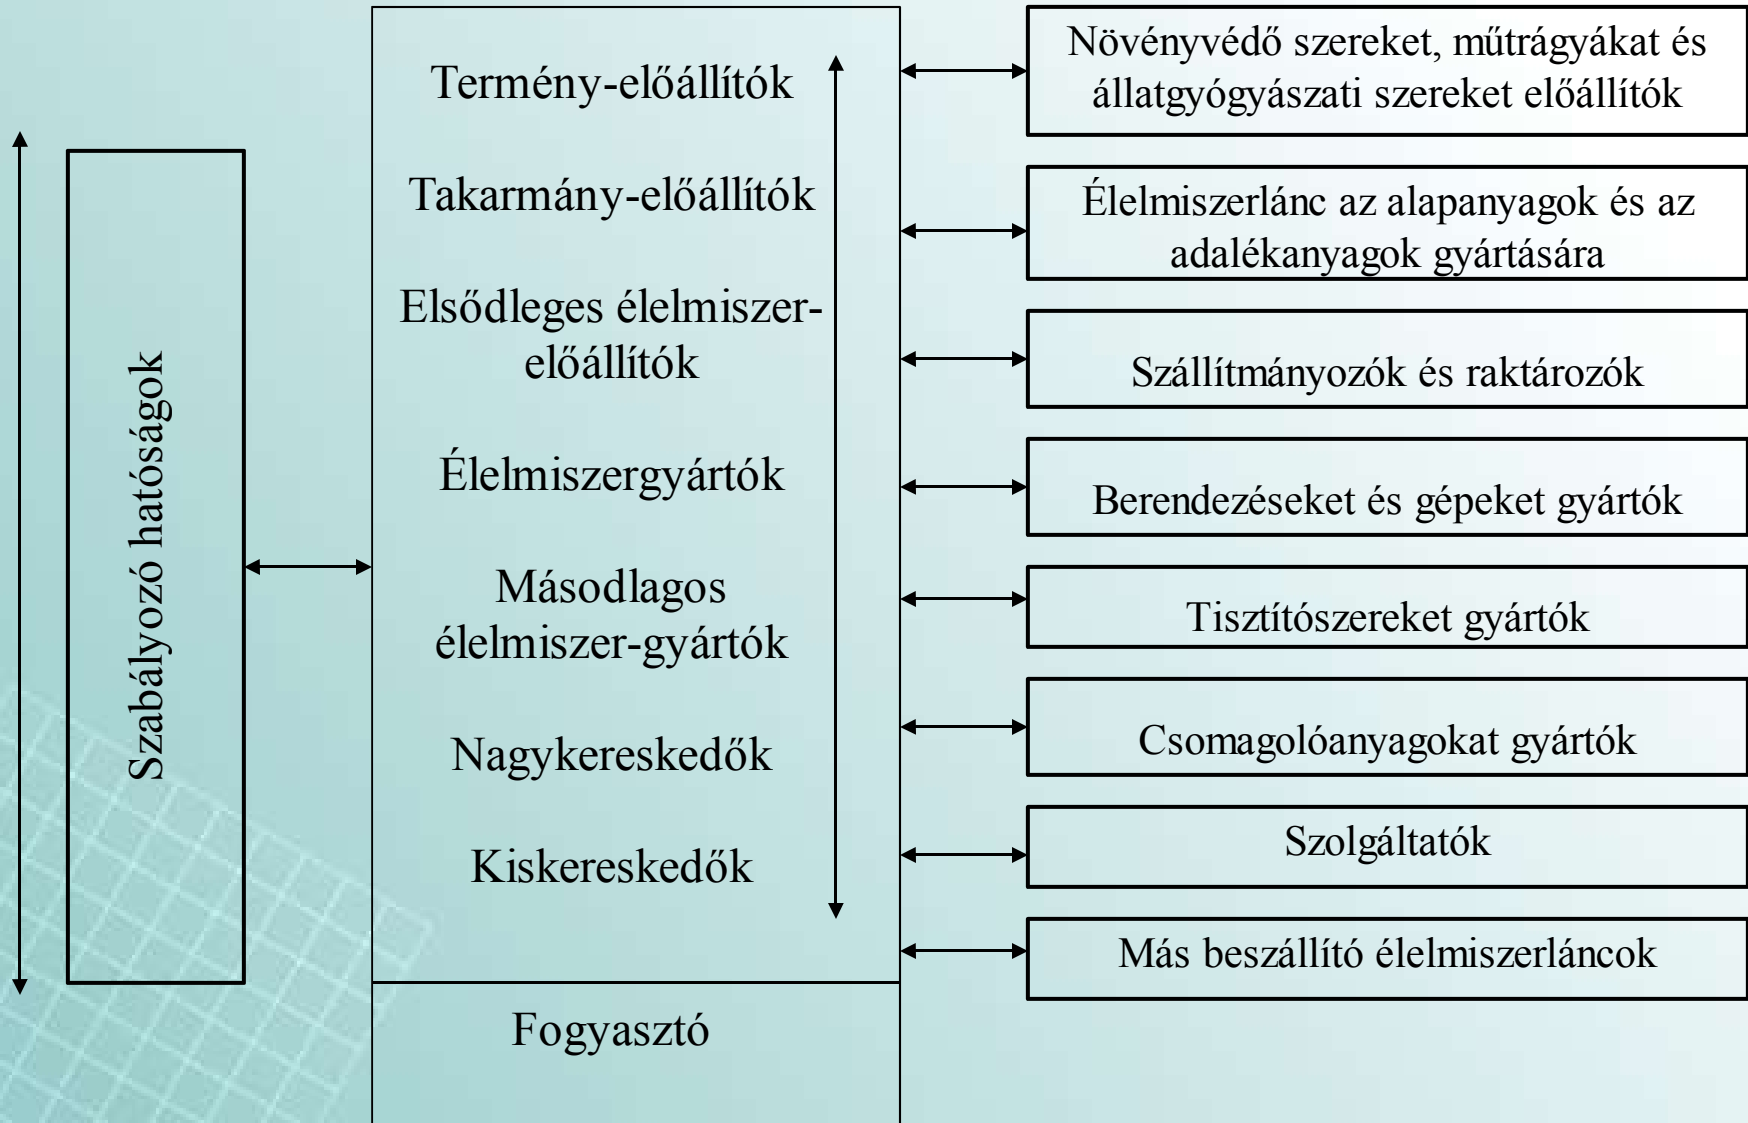 Szabályozó hatóságok
Termény-előállítók
Takarmány-előállítók
Elsődleges élelmiszer-
előállítók
Élelmiszergyártók
Másodlagos
élelmiszer-gyártók
Nagykereskedők
Kiskereskedők
Fogyasztó
Növényvédő szereket, műtrágyákat és
állatgyógyászati szereket előállítók
Élelmiszerlánc az alapanyagok és az
adalékanyagok gyártására
Szállítmányozók és raktározók
Berendezéseket és gépeket gyártók
Tisztítószereket gyártók
Csomagolóanyagokat gyártók
Szolgáltatók
Más beszállító élelmiszerláncok